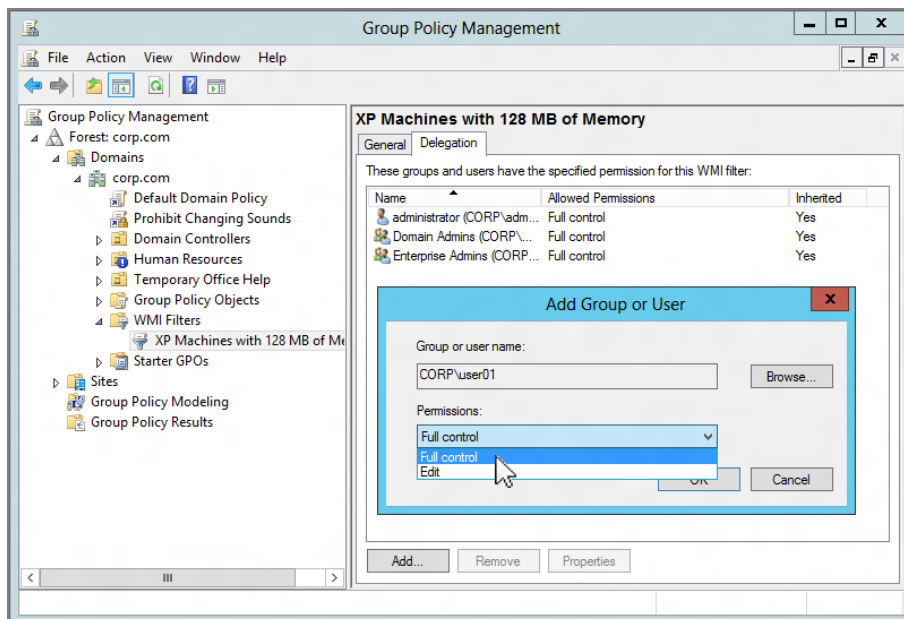 Group Policy Management
File Action View Window Help
Group Policy Management
Forest: corp.com
Domains
corp.com
Default Domain Policy
Prohibit Changing Sounds
Domain Controllers
Human Resources
Temporary Office Help
Group Policy Objects
WMI Filters
XP Machines with 128 MB of Me
Starter GPOs
Sites
Group Policy Modeling
Group Policy Results
XP Machines with 128 MB of Memory
General Delegation
These groups and users have the specified permission for this WMI filter:
Name Allowed Permissions Inherited
administrator (CORP\adm... Full control Yes
Domain Admins (CORP\... Full control Yes
Enterprise Admins (CORP... Full control Yes
Add Group or User
Group or user name:
CORP\user01
Browse...
Permissions:
Full control
Full control
Edit
OK Cancel
Add... Remove Properties